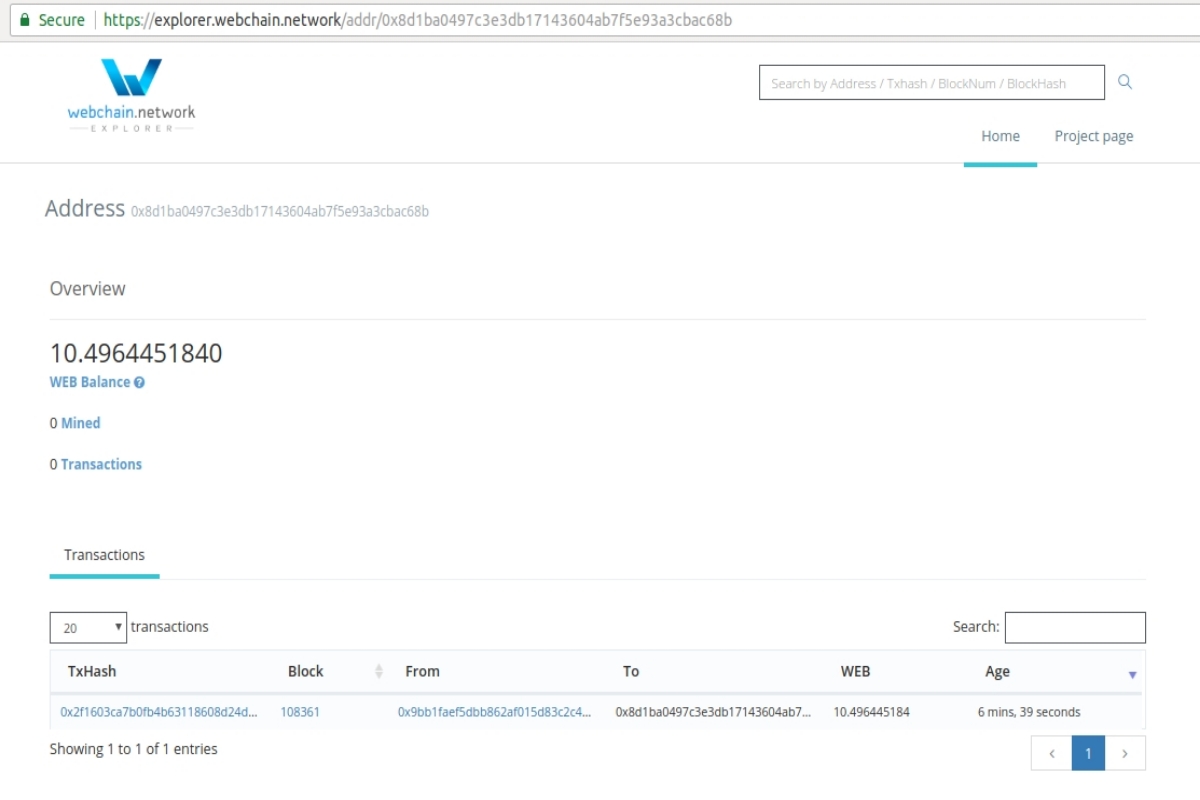 Secure https://explorer.webchain.network/addr/0x8d1ba0497c3e3db17143604ab7f5e93a3cbac68b
webchain.network
EXPLORER
Search by Address / Txhash / BlockNum / BlockHash
Home Project page
Address 0x8d1ba0497c3e3db17143604ab7f5e93a3cbac68b
Overview
10.4964451840
WEB Balance
0 Mined
0 Transactions
Transactions
20 transactions Search:
TxHash Block From To WEB Age
0x2f1603ca7b0fb4b63118608d24d... 108361 0x9bb1faef5dbb862af015d83c2c4... 0x8d1ba0497c3e3db17143604ab7... 10.496445184 6 mins, 39 seconds
Showing 1 to 1 of 1 entries ‹ 1 ›